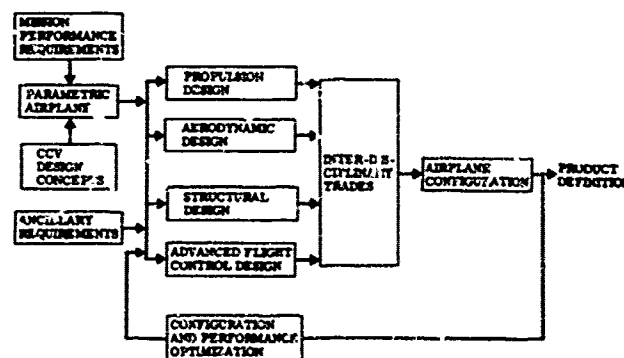 MISSION
PERFORMANCE
REQUIREMENTS
PARAMETRIC
AIRPLANT
CCV
DESIGN
CONCEPTS
ANCILLARY
REQUIREMENTS
PROPULSION
DESIGN
AERODYNAMIC
DESIGN
STRUCTURAL
DESIGN
ADVANCED FLIGHT
CONTROL DESIGN
INTER-DIS-
CIPLINARY
TRADES
AIRPLANE
CONFIGURATION
PRODUCT
DEFINITION
CONFIGURATION
AND PERFORMANCE
OPTIMIZATION